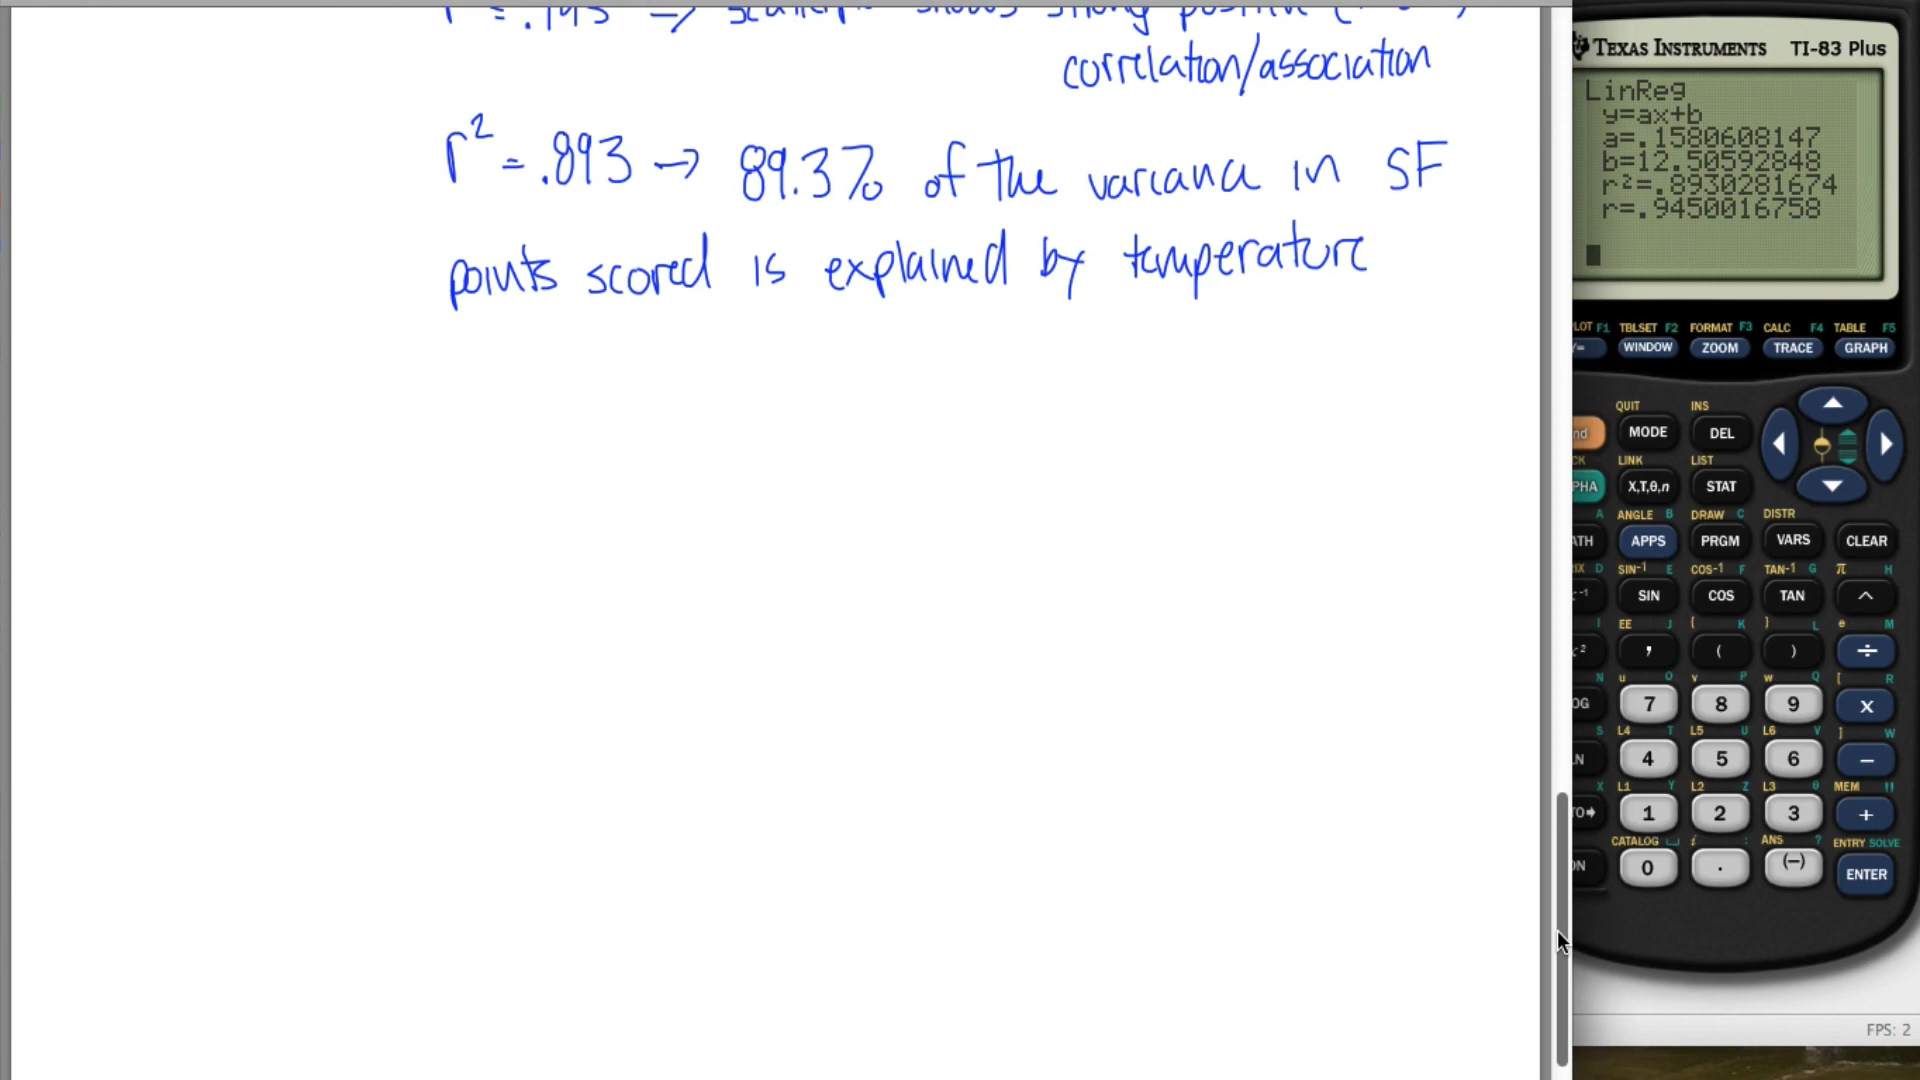 correlation/association
r² = .893 → 89.3% of the variance in SF
points scored is explained by temperature
TEXAS INSTRUMENTS TI-83 Plus
LinReg
y=ax+b
a=.1580608147
b=12.50592848
r²=.8930281674
r=.9450016758
F1 TBLSET F2 FORMAT F3 CALC F4 TABLE F5
WINDOW ZOOM TRACE GRAPH
QUIT INS
MODE DEL
LINK LIST
X,T,θ,n STAT
A ANGLE B DRAW C DISTR
APPS PRGM VARS CLEAR
D SIN⁻¹ E COS⁻¹ F TAN⁻¹ G π H
SIN COS TAN ^
I EE J { K } L e M
, ( ) ÷
N u O v P w Q [ R
7 8 9 x
S L4 T L5 U L6 V ] W
4 5 6 −
X L1 Y L2 Z L3 θ MEM "
1 2 3 +
CATALOG i : ANS ? ENTRY SOLVE
0 . (−) ENTER
FPS: 2